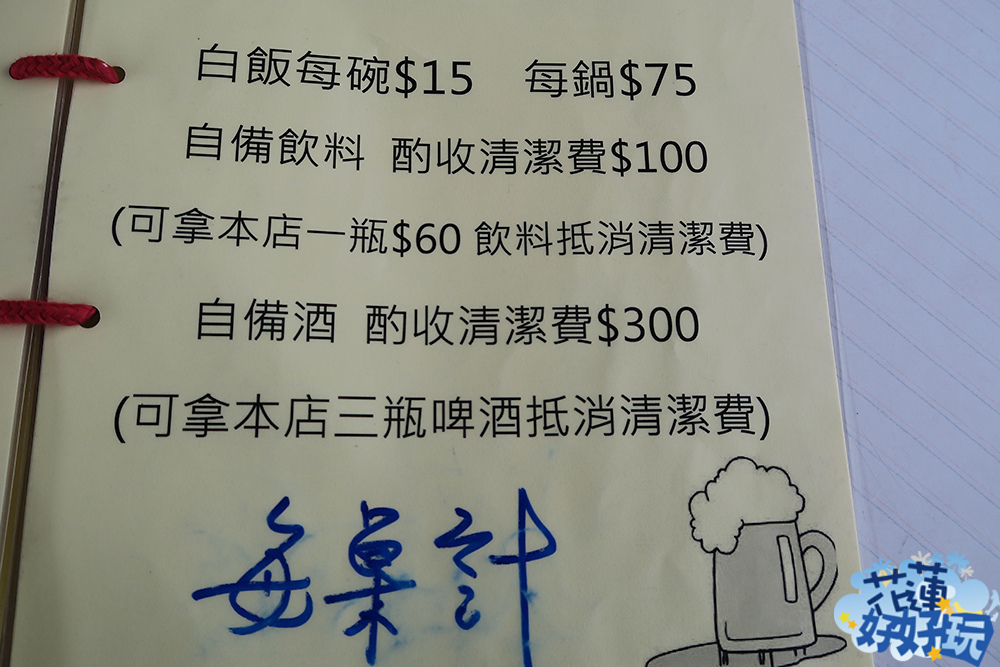 白飯每碗$15 每鍋$75
自備飲料 酌收清潔費$100
(可拿本店一瓶$60 飲料抵消清潔費)
自備酒 酌收清潔費$300
(可拿本店三瓶啤酒抵消清潔費)
每桌計
花蓮
好好玩